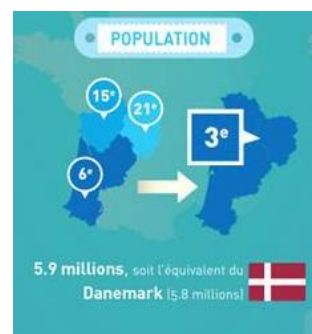 POPULATION
15e
21e
3e
6e
5.9 millions, soit l'équivalent du
Danemark (5.8 millions)